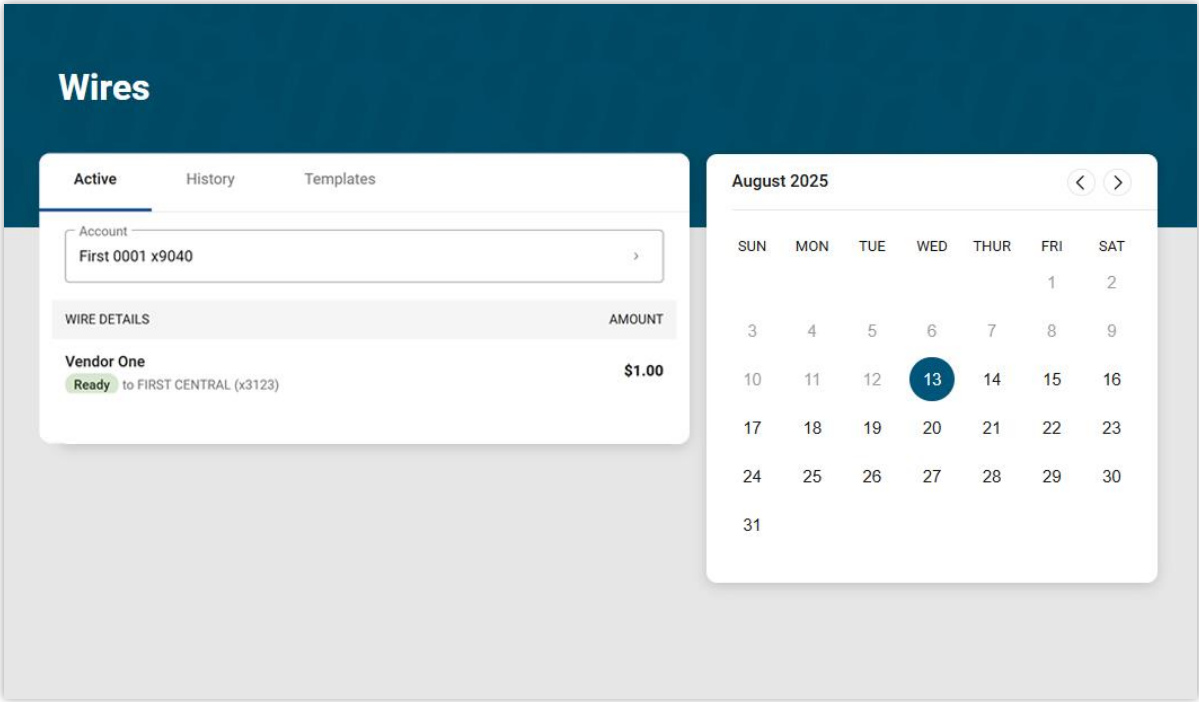 Wires
Active History Templates
Account
First 0001 x9040
WIRE DETAILS AMOUNT
Vendor One
$1.00
Ready to FIRST CENTRAL (x3123)
August 2025
SUN MON TUE WED THUR FRI SAT
1 2
3 4 5 6 7 8 9
10 11 12 13 14 15 16
17 18 19 20 21 22 23
24 25 26 27 28 29 30
31